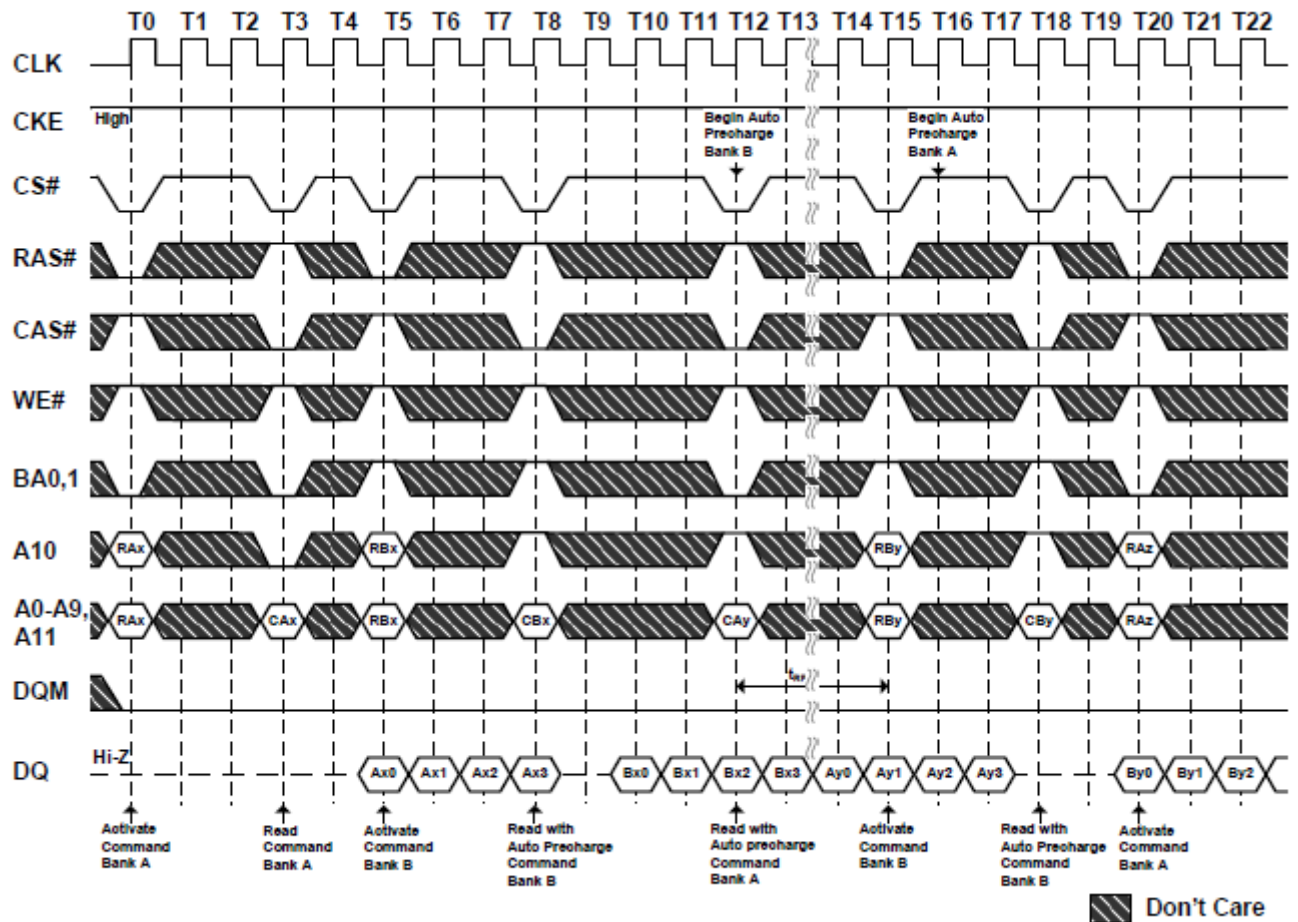 T0 T1 T2 T3 T4 T5 T6 T7 T8 T9 T10 T11 T12 T13 T14 T15 T16 T17 T18 T19 T20 T21 T22
CLK
CKE
High
Begin Auto
Precharge
Bank B
Begin Auto
Precharge
Bank A
CS#
RAS#
CAS#
WE#
BA0,1
A10
RAx RBx RBy RAz
A0-A9,
A11
RAx CAx RBx CBx CAy RBy CBy RAz
DQM
tRP
DQ
Hi-Z
Ax0 Ax1 Ax2 Ax3 Bx0 Bx1 Bx2 Bx3 Ay0 Ay1 Ay2 Ay3 By0 By1 By2
Activate
Command
Bank A
Read
Command
Bank A
Activate
Command
Bank B
Read with
Auto Precharge
Command
Bank B
Read with
Auto precharge
Command
Bank A
Activate
Command
Bank B
Read with
Auto Precharge
Command
Bank B
Activate
Command
Bank A
Don't Care